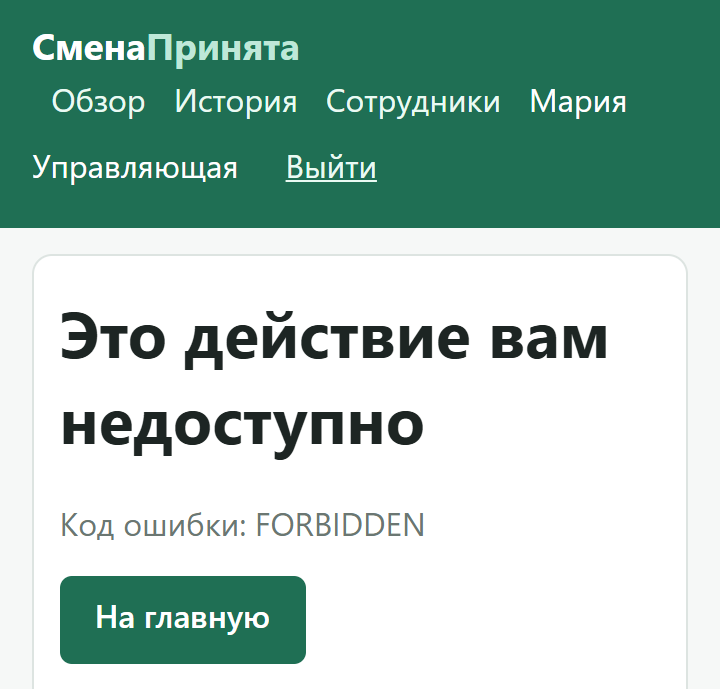 СменаПринята
Обзор История Сотрудники Мария
Управляющая Выйти
Это действие вам
недоступно
Код ошибки: FORBIDDEN
На главную